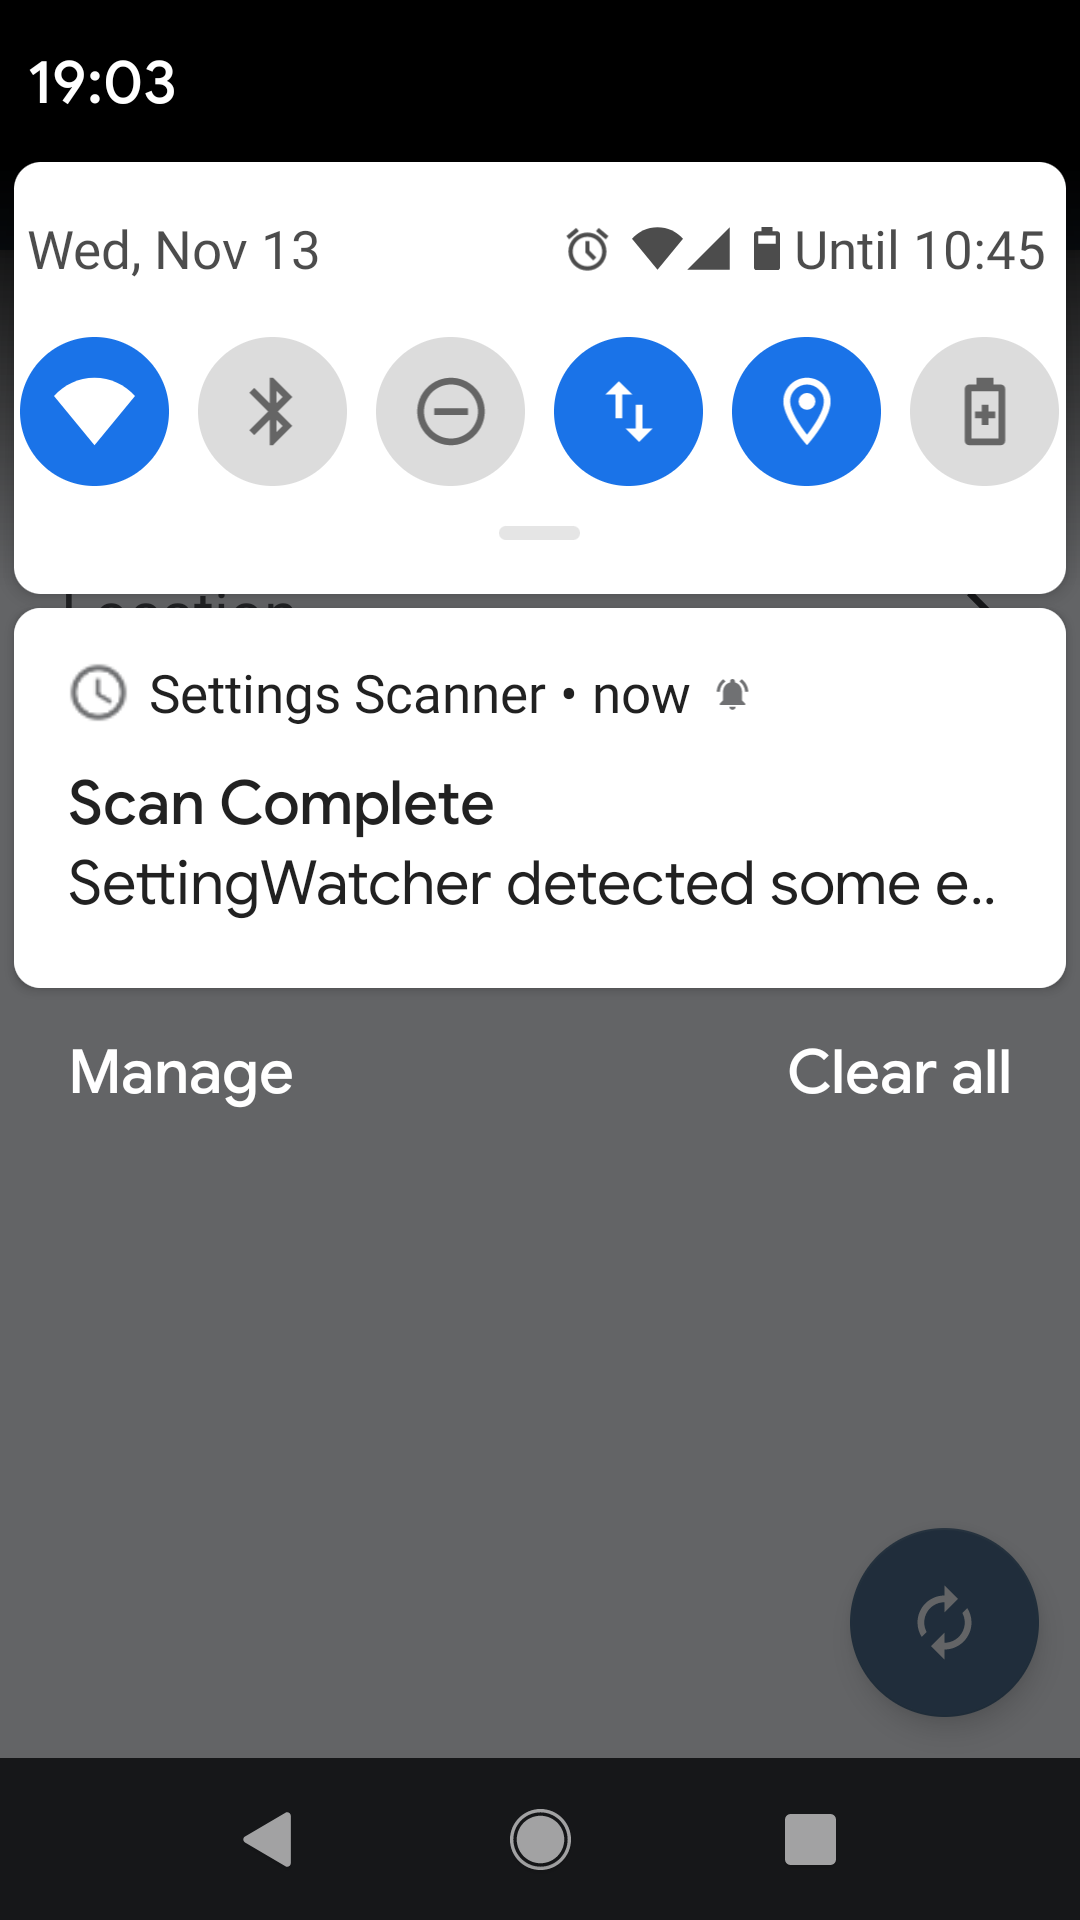 19:03
Wed, Nov 13 Until 10:45
Location
Settings Scanner • now
Scan Complete
SettingWatcher detected some e..
Manage Clear all